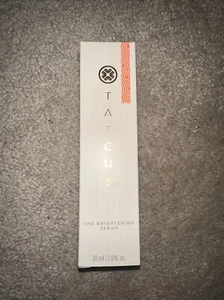 TATCHA
THE BRIGHTENING
SERUM
30 ml | 1.0 fl. oz.